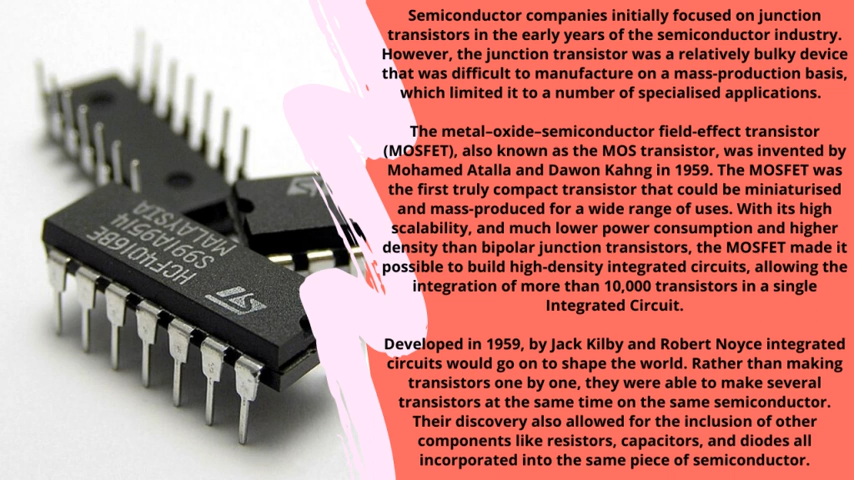 Semiconductor companies initially focused on junction
transistors in the early years of the semiconductor industry.
However, the junction transistor was a relatively bulky device
that was difficult to manufacture on a mass-production basis,
which limited it to a number of specialised applications.
The metal–oxide–semiconductor field-effect transistor
(MOSFET), also known as the MOS transistor, was invented by
Mohamed Atalla and Dawon Kahng in 1959. The MOSFET was
the first truly compact transistor that could be miniaturised
and mass-produced for a wide range of uses. With its high
scalability, and much lower power consumption and higher
density than bipolar junction transistors, the MOSFET made it
possible to build high-density integrated circuits, allowing the
integration of more than 10,000 transistors in a single
Integrated Circuit.
Developed in 1959, by Jack Kilby and Robert Noyce integrated
circuits would go on to shape the world. Rather than making
transistors one by one, they were able to make several
transistors at the same time on the same semiconductor.
Their discovery also allowed for the inclusion of other
components like resistors, capacitors, and diodes all
incorporated into the same piece of semiconductor.
HCF4016BE
MALAYSIA
ST